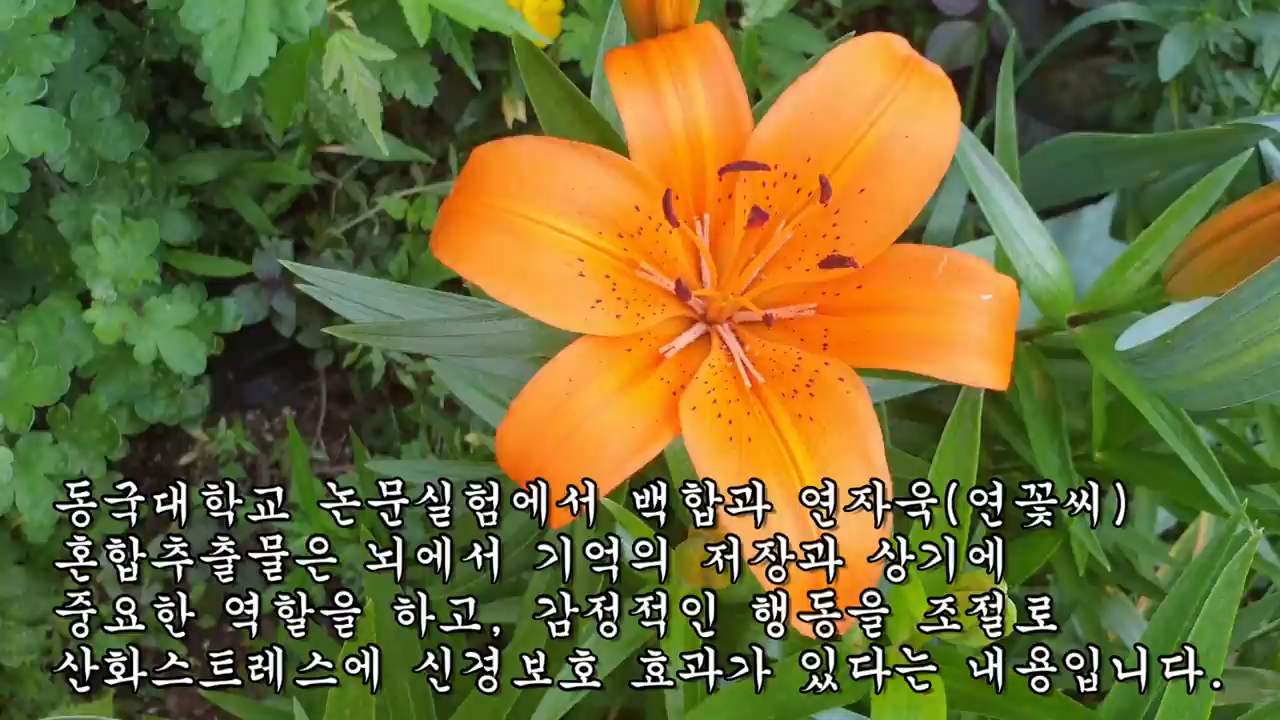 동국대학교 논문실험에서 백합과 연자욱(연꽃씨)
혼합추출물은 뇌에서 기억의 저장과 상기에
중요한 역할을 하고, 감정적인 행동을 조절로
산화스트레스에 신경보호 효과가 있다는 내용입니다.